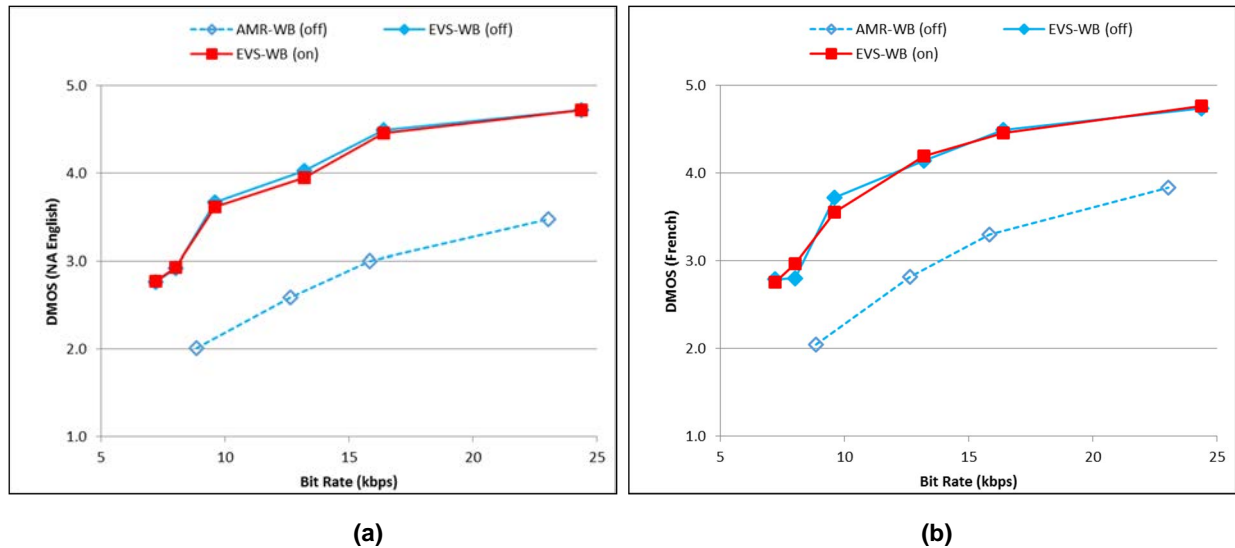 AMR-WB (off) EVS-WB (off)
EVS-WB (on)
5.0
4.0
3.0
2.0
1.0
DMOS (NA English)
5 10 15 20 25
Bit Rate (kbps)
(a)
AMR-WB (off) EVS-WB (off)
EVS-WB (on)
5.0
4.0
3.0
2.0
1.0
DMOS (French)
5 10 15 20 25
Bit Rate (kbps)
(b)